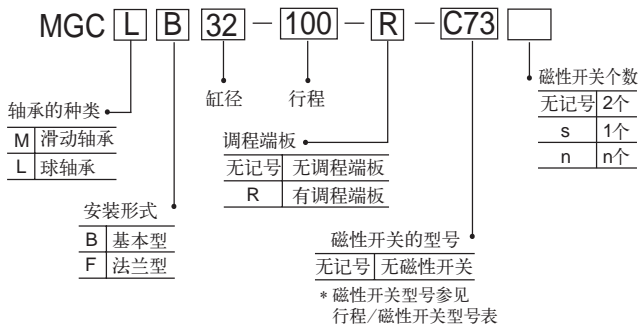 MGC L B 32 － 100 － R － C73
缸径
行程
轴承的种类
M 滑动轴承
L 球轴承
安装形式
B 基本型
F 法兰型
调程端板
无记号 无调程端板
R 有调程端板
磁性开关的型号
无记号 无磁性开关
* 磁性开关型号参见
行程/磁性开关型号表
磁性开关个数
无记号 2个
s 1个
n n个